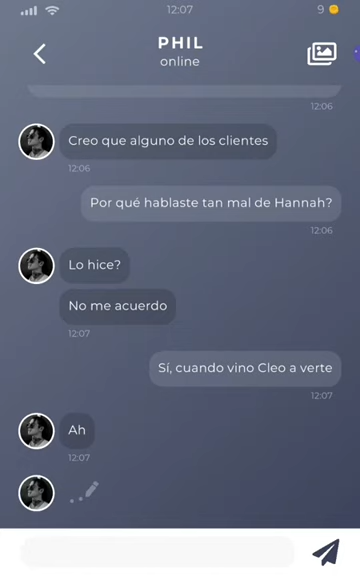 12:07
9
PHIL
online
12:06
Creo que alguno de los clientes
12:06
Por qué hablaste tan mal de Hannah?
12:06
Lo hice?
No me acuerdo
12:07
Sí, cuando vino Cleo a verte
12:07
Ah
12:07